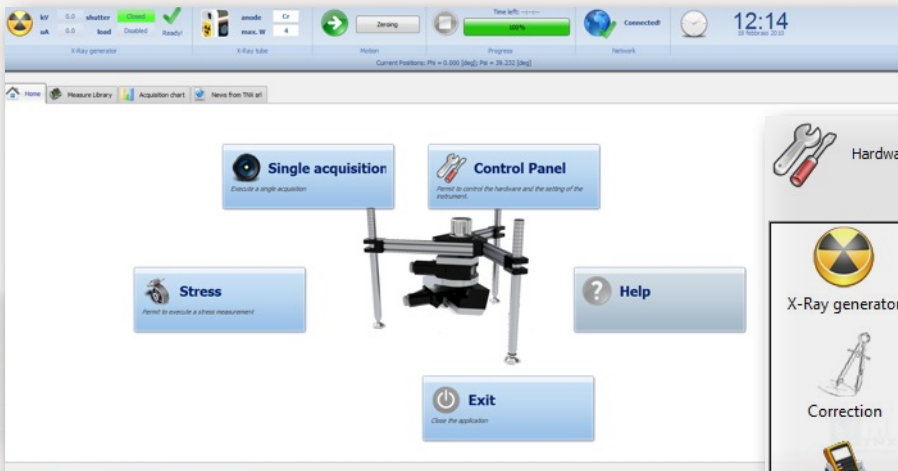 kV 0.0 shutter Closed
uA 0.0 load Disabled Ready!
X-Ray generator
anode Cr
max. W 4
X-Ray tube
Zeroing
Motion
Time left: --:--:--
100%
Progress
Connected!
Network
12:14
18 febbraio 2010
Current Positions: Phi = 0.000 [deg]; Psi = 39.232 [deg]
Home Measure Library Acquisition chart News from TNX srl
Single acquisition
Execute a single acquisition
Control Panel
Permit to control the hardware and the setting of the
instrument.
Stress
Permit to execute a stress measurement
Help
Exit
Close the application
Hardwa
X-Ray generator
Correction